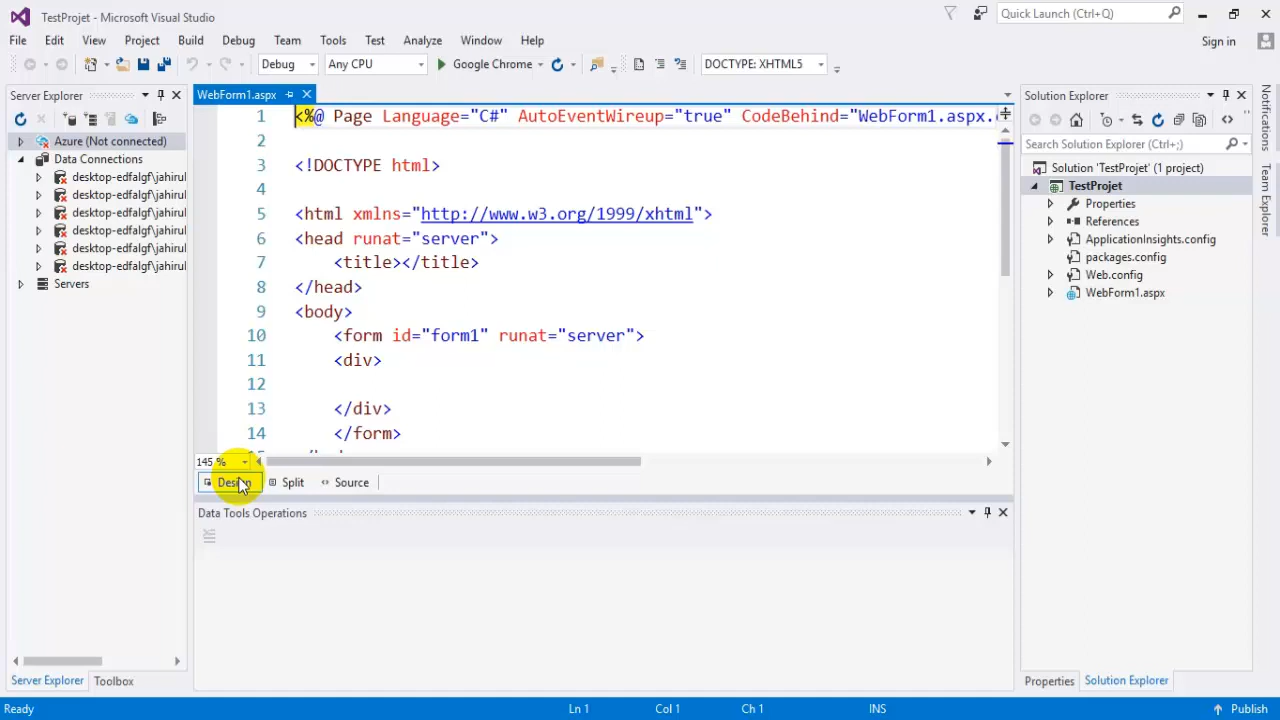 TestProjet - Microsoft Visual Studio
Quick Launch (Ctrl+Q)
File Edit View Project Build Debug Team Tools Test Analyze Window Help
Sign in
Debug Any CPU Google Chrome DOCTYPE: XHTML5
Server Explorer
Azure (Not connected)
Data Connections
desktop-edfalgf\jahirul
desktop-edfalgf\jahirul
desktop-edfalgf\jahirul
desktop-edfalgf\jahirul
desktop-edfalgf\jahirul
desktop-edfalgf\jahirul
Servers
Server Explorer Toolbox
WebForm1.aspx
1 <%@ Page Language="C#" AutoEventWireup="true" CodeBehind="WebForm1.aspx.
2
3 <!DOCTYPE html>
4
5 <html xmlns="http://www.w3.org/1999/xhtml">
6 <head runat="server">
7 <title></title>
8 </head>
9 <body>
10 <form id="form1" runat="server">
11 <div>
12
13 </div>
14 </form>
145 %
Design Split Source
Data Tools Operations
Solution Explorer
Search Solution Explorer (Ctrl+;)
Solution 'TestProjet' (1 project)
TestProjet
Properties
References
ApplicationInsights.config
packages.config
Web.config
WebForm1.aspx
Properties Solution Explorer
Notifications
Team Explorer
Ready Ln 1 Col 1 Ch 1 INS Publish